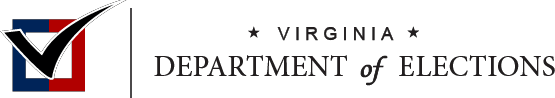 ★ VIRGINIA ★
DEPARTMENT of ELECTIONS